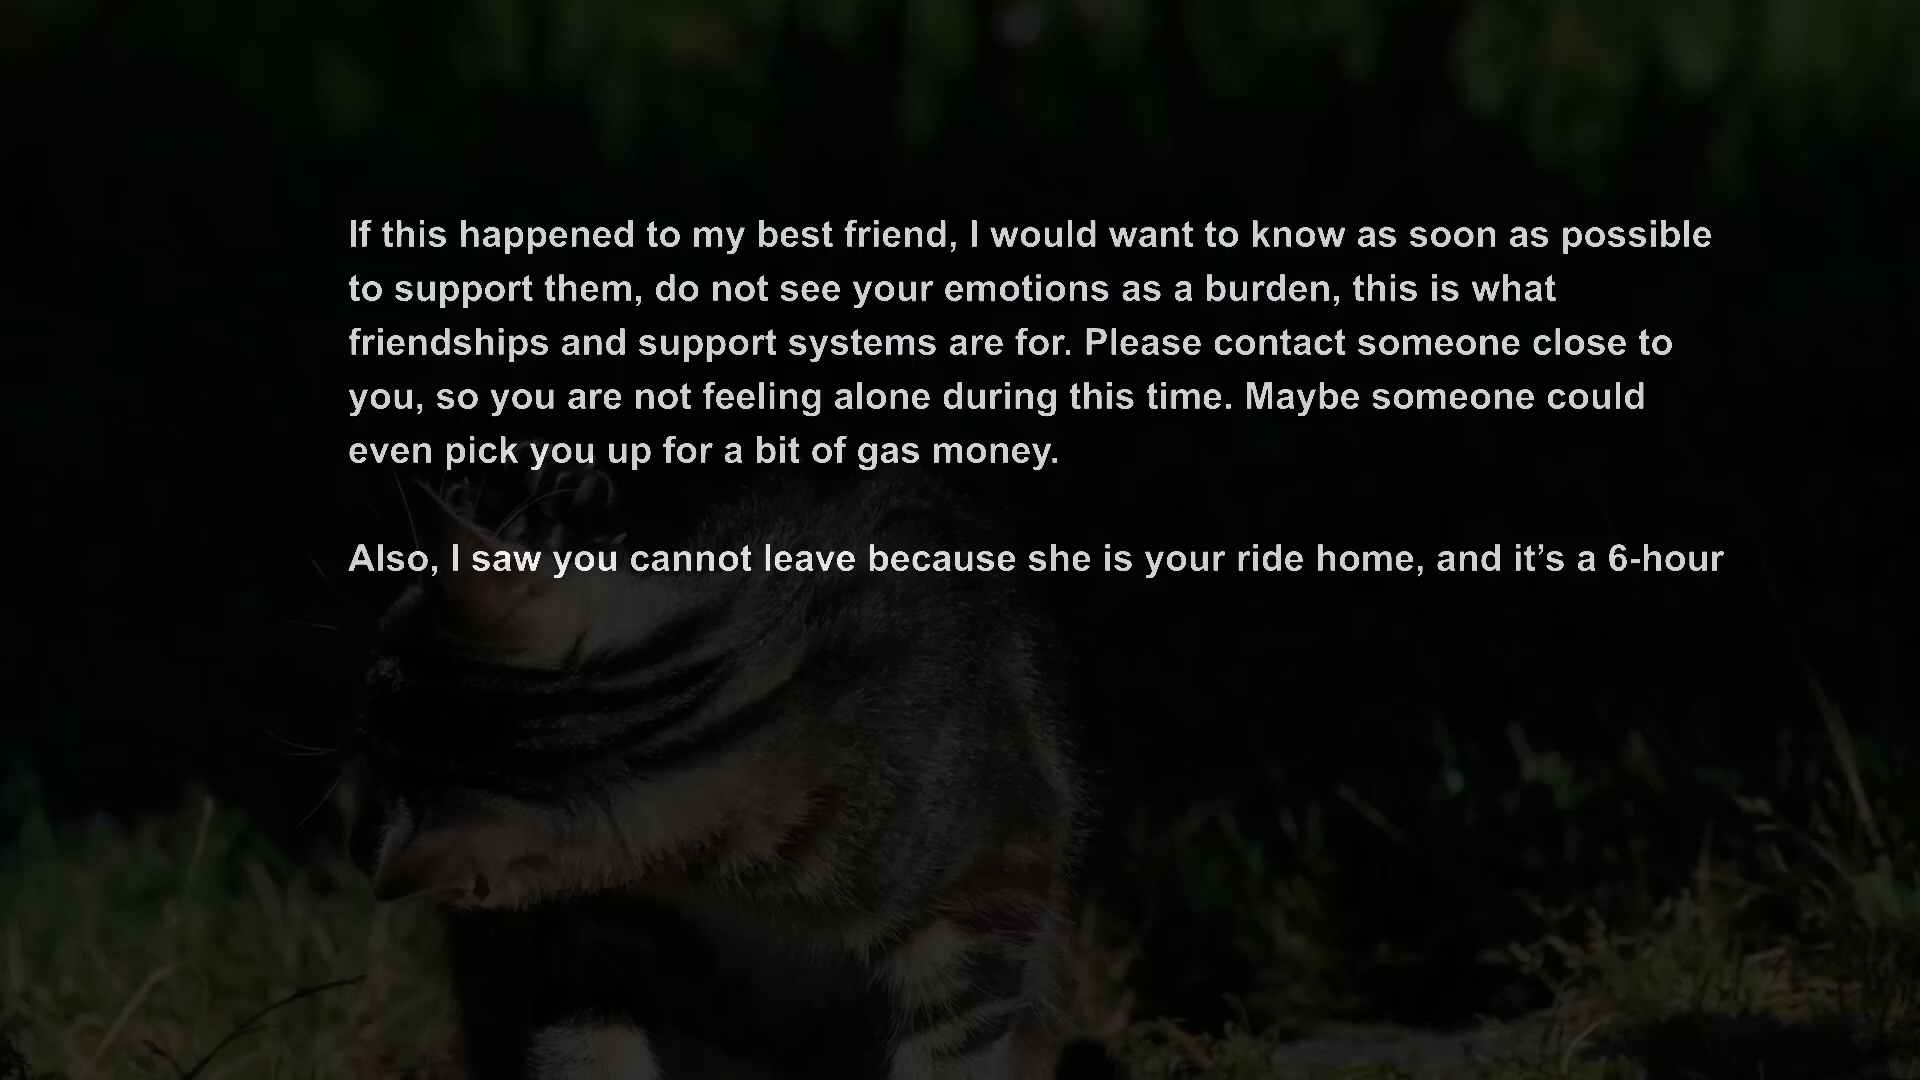 If this happened to my best friend, I would want to know as soon as possible
to support them, do not see your emotions as a burden, this is what
friendships and support systems are for. Please contact someone close to
you, so you are not feeling alone during this time. Maybe someone could
even pick you up for a bit of gas money.
Also, I saw you cannot leave because she is your ride home, and it’s a 6-hour